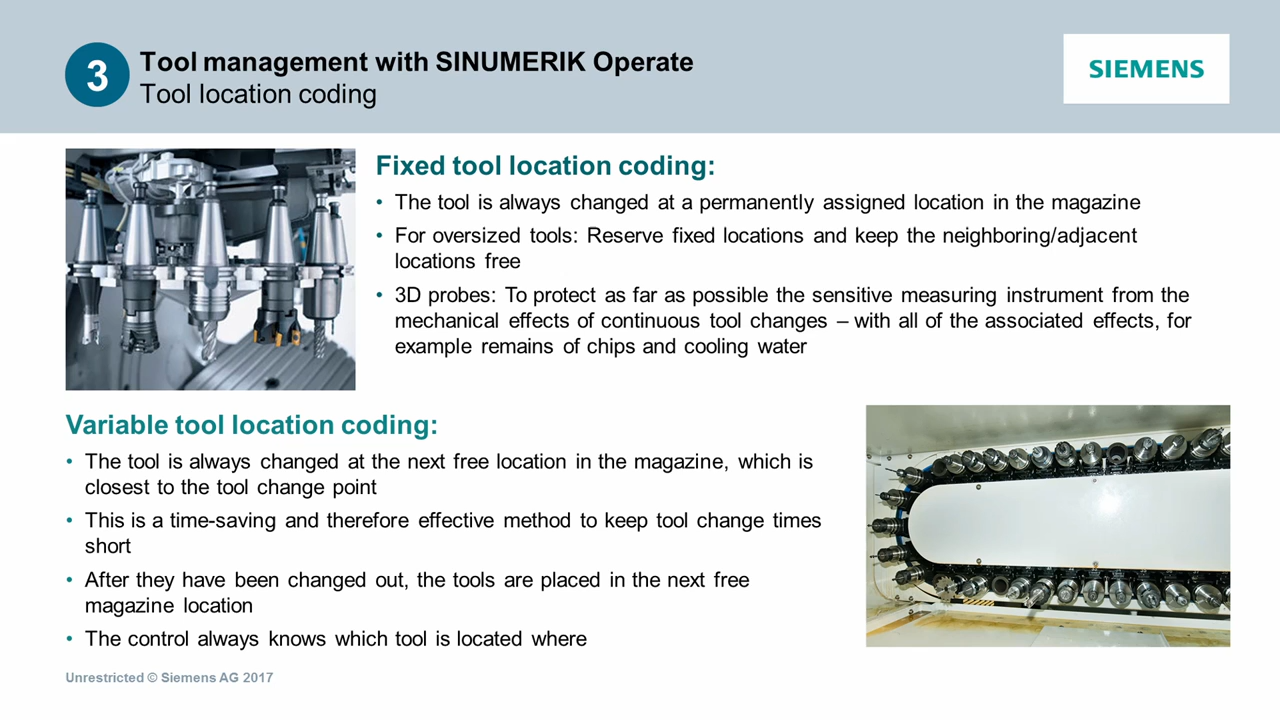 3
Tool management with SINUMERIK Operate
Tool location coding
SIEMENS
Fixed tool location coding:
• The tool is always changed at a permanently assigned location in the magazine
• For oversized tools: Reserve fixed locations and keep the neighboring/adjacent
locations free
• 3D probes: To protect as far as possible the sensitive measuring instrument from the
mechanical effects of continuous tool changes – with all of the associated effects, for
example remains of chips and cooling water
Variable tool location coding:
• The tool is always changed at the next free location in the magazine, which is
closest to the tool change point
• This is a time-saving and therefore effective method to keep tool change times
short
• After they have been changed out, the tools are placed in the next free
magazine location
• The control always knows which tool is located where
Unrestricted © Siemens AG 2017